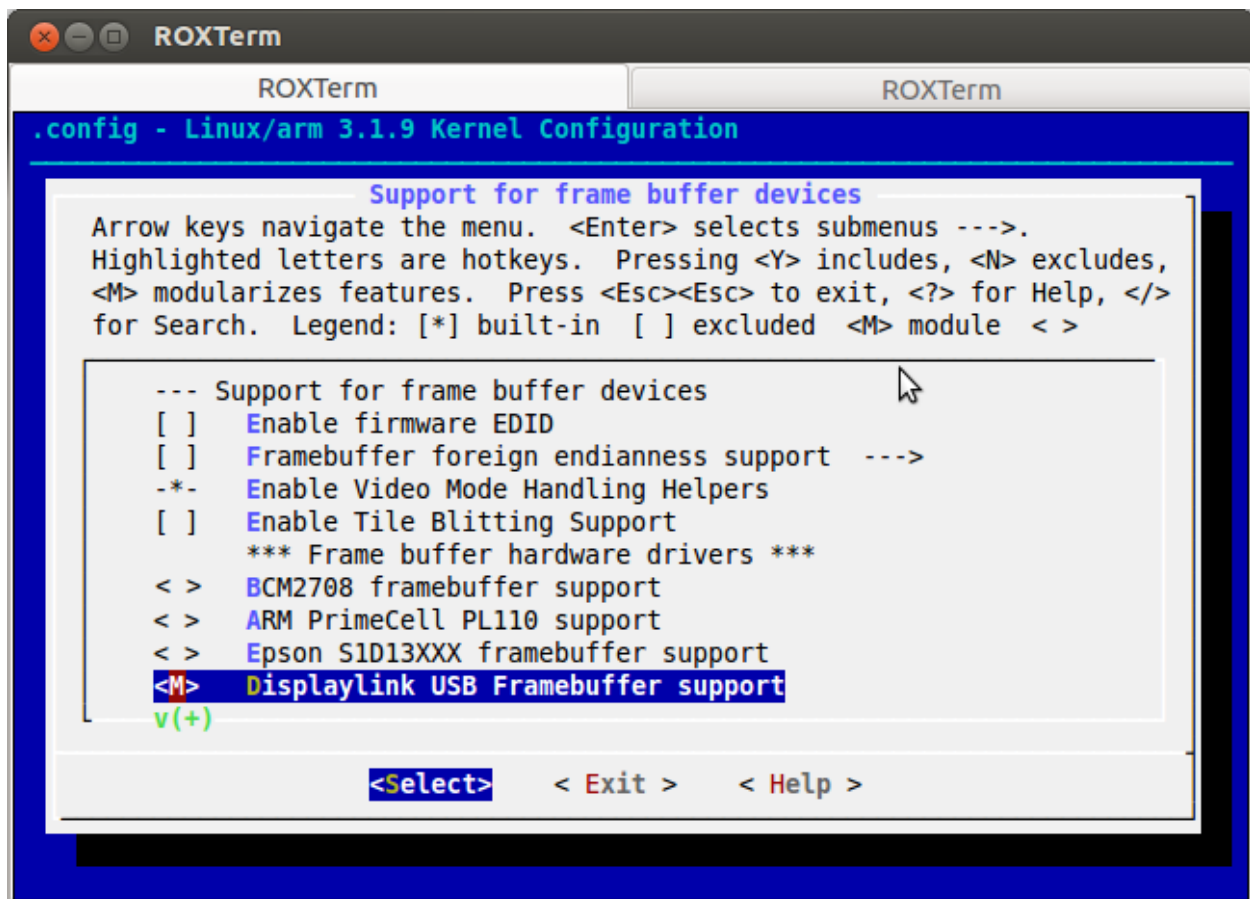 ROXTerm
ROXTerm ROXTerm
.config - Linux/arm 3.1.9 Kernel Configuration
Support for frame buffer devices
Arrow keys navigate the menu.  <Enter> selects submenus --->.
Highlighted letters are hotkeys.  Pressing <Y> includes, <N> excludes,
<M> modularizes features.  Press <Esc><Esc> to exit, <?> for Help, </>
for Search.  Legend: [*] built-in  [ ] excluded  <M> module  < >
--- Support for frame buffer devices
[ ]   Enable firmware EDID
[ ]   Framebuffer foreign endianness support  --->
-*-   Enable Video Mode Handling Helpers
[ ]   Enable Tile Blitting Support
*** Frame buffer hardware drivers ***
< >   BCM2708 framebuffer support
< >   ARM PrimeCell PL110 support
< >   Epson S1D13XXX framebuffer support
<M>   Displaylink USB Framebuffer support
v(+)
<Select>    < Exit >    < Help >